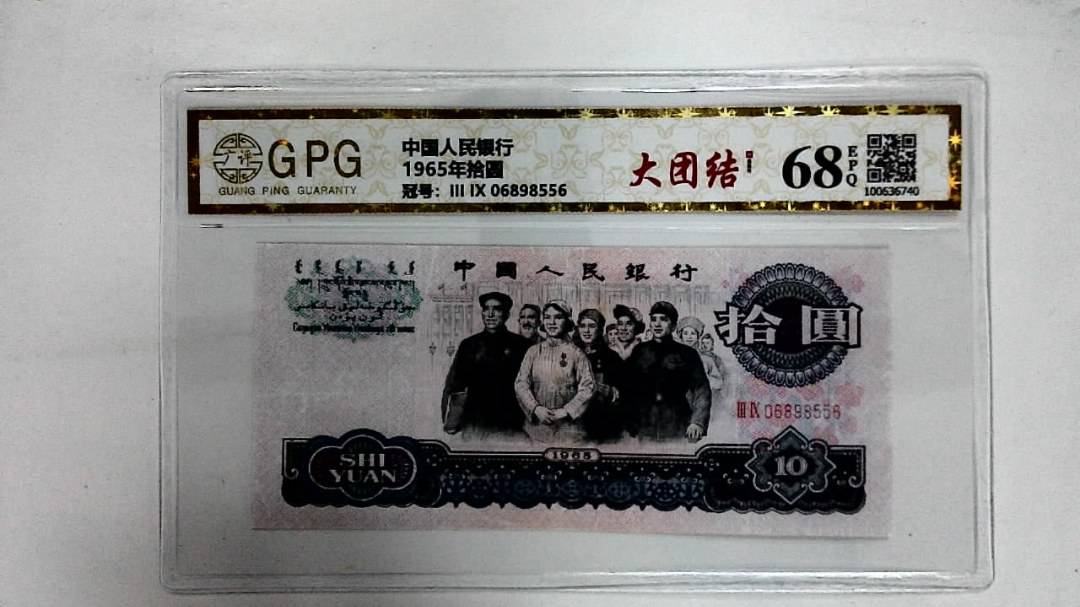 广评
GPG
GUANG PING GUARANTY
中国人民银行
1965年拾圆
冠号：III IX 06898556
大团结
68
EPQ
100636740
中國人民銀行
拾圓
III IX 06898556
SHI
YUAN
1965
10